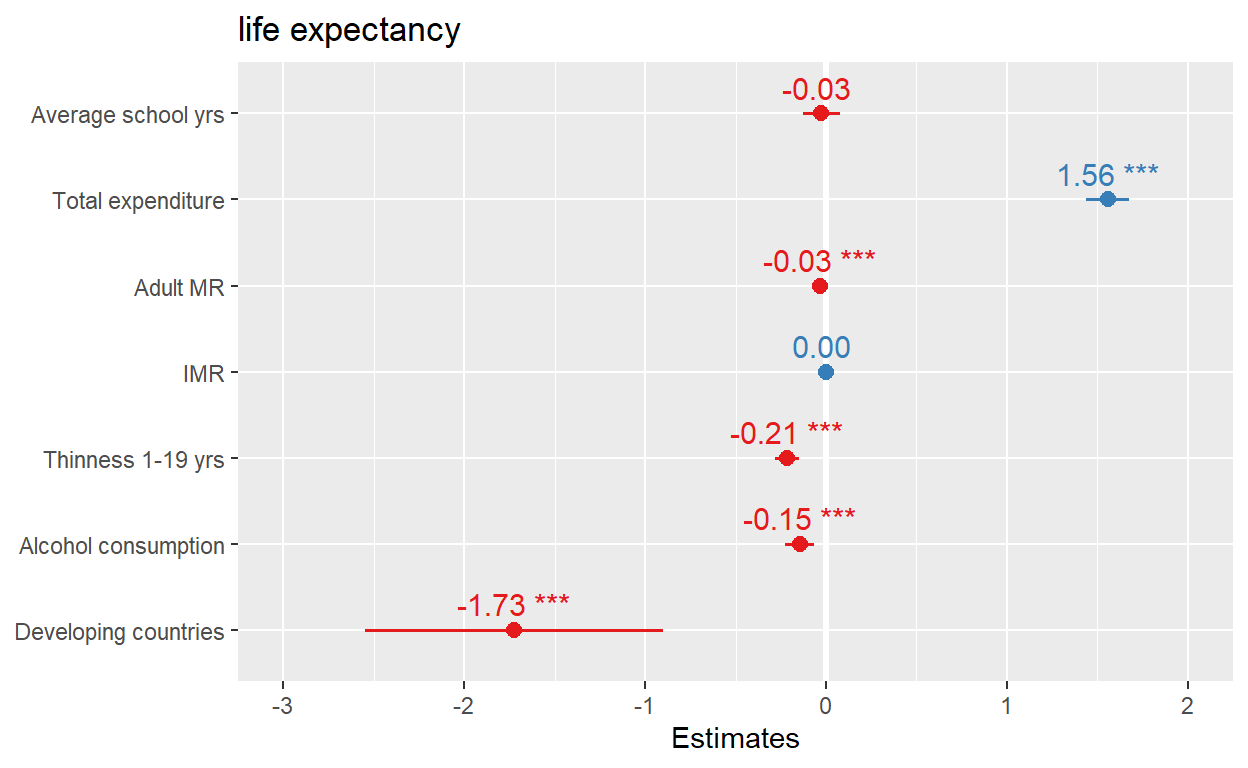 life expectancy
Average school yrs
-0.03
Total expenditure
1.56 ***
Adult MR
-0.03 ***
IMR
0.00
Thinness 1-19 yrs
-0.21 ***
Alcohol consumption
-0.15 ***
Developing countries
-1.73 ***
-3 -2 -1 0 1 2
Estimates